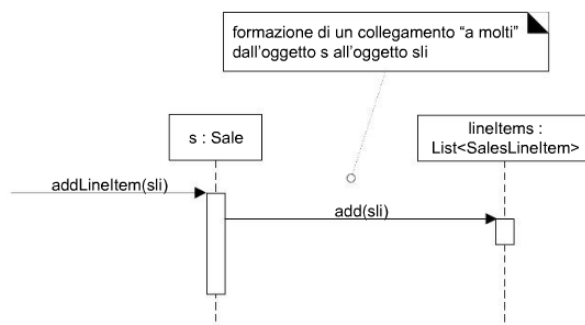 formazione di un collegamento “a molti”
dall’oggetto s all’oggetto sli
s : Sale
lineItems :
List<SalesLineItem>
addLineItem(sli)
add(sli)